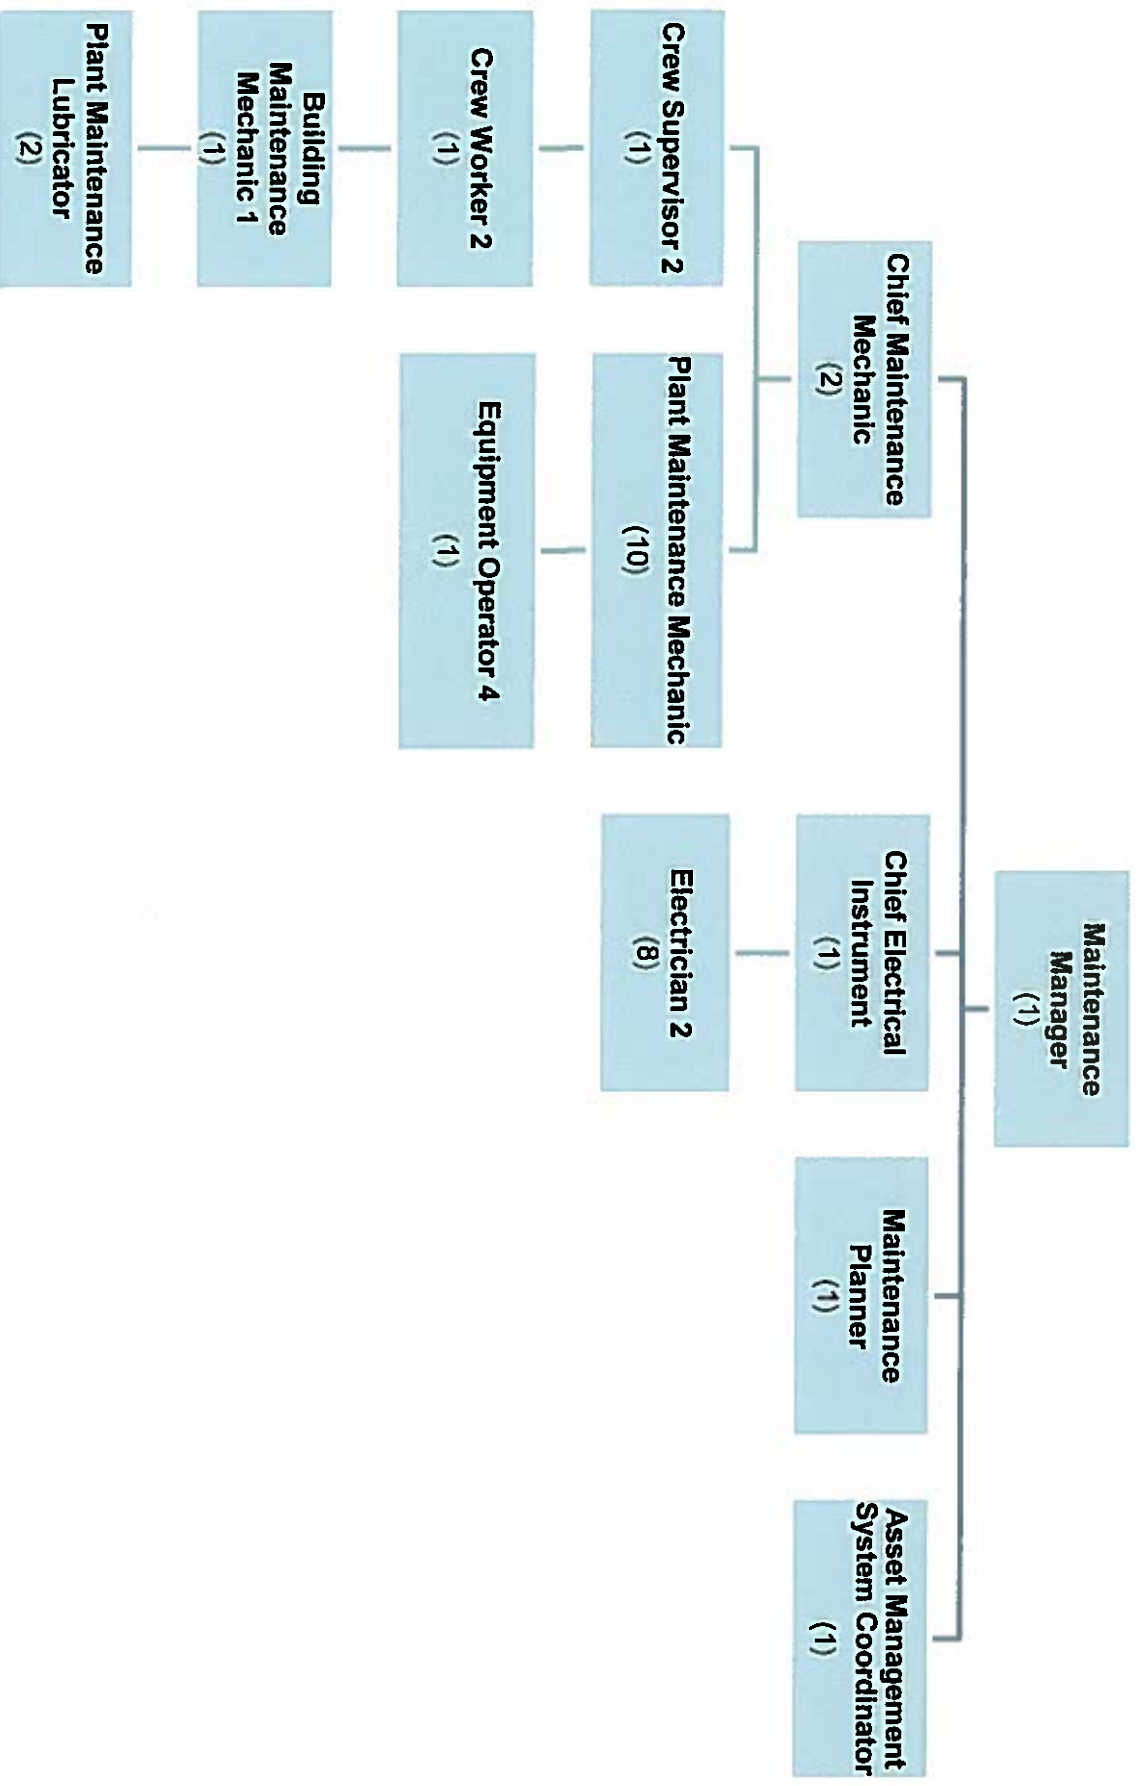 Maintenance
Manager
(1)
Chief Maintenance
Mechanic
(2)
Chief Electrical
Instrument
(1)
Maintenance
Planner
(1)
Asset Management
System Coordinator
(1)
Crew Supervisor 2
(1)
Plant Maintenance Mechanic
(10)
Electrician 2
(8)
Crew Worker 2
(1)
Equipment Operator 4
(1)
Building
Maintenance
Mechanic 1
(1)
Plant Maintenance
Lubricator
(2)